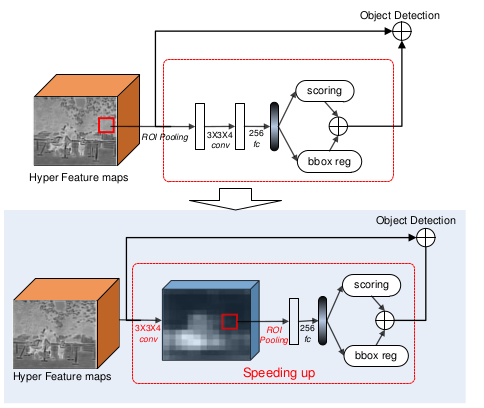 Object Detection
scoring
ROI Pooling
3X3X4
conv
256
fc
bbox reg
Hyper Feature maps
Object Detection
scoring
3X3X4
conv
ROI
Pooling
256
fc
bbox reg
Hyper Feature maps
Speeding up